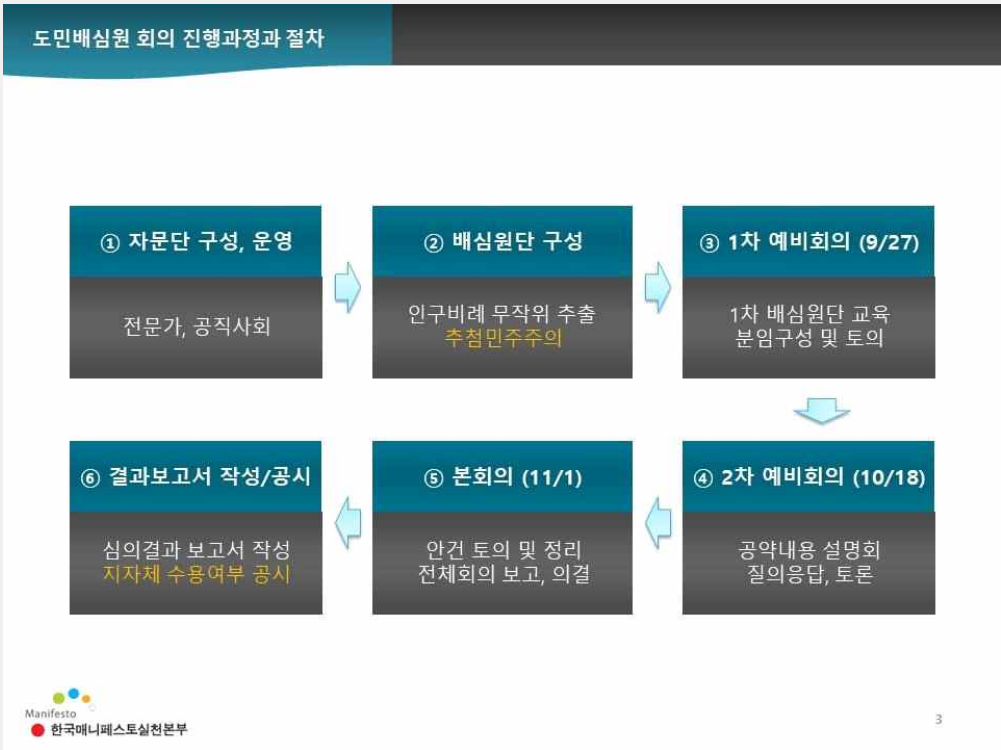 도민배심원 회의 진행과정과 절차
① 자문단 구성, 운영
전문가, 공직사회
② 배심원단 구성
인구비례 무작위 추출
추첨민주주의
③ 1차 예비회의 (9/27)
1차 배심원단 교육
분임구성 및 토의
④ 2차 예비회의 (10/18)
공약내용 설명회
질의응답, 토론
⑤ 본회의 (11/1)
안건 토의 및 정리
전체회의 보고, 의결
⑥ 결과보고서 작성/공시
심의결과 보고서 작성
지자체 수용여부 공시
Manifesto
한국매니페스토실천본부
3